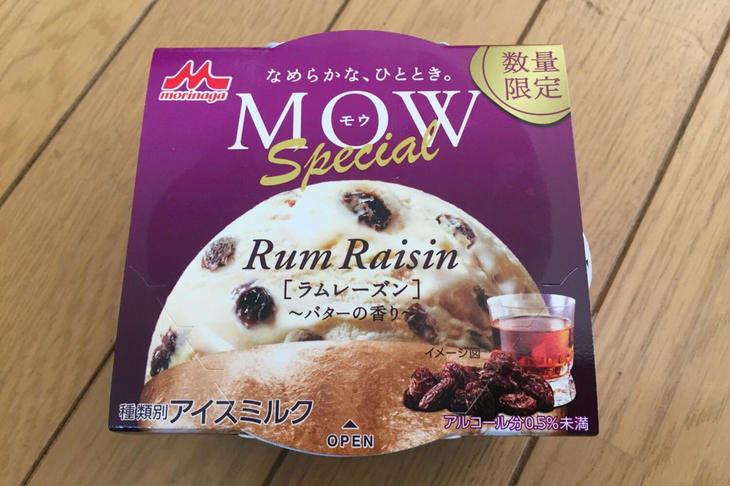 morinaga
なめらかな、ひととき。
数量
限定
MOW
モウ
Special
Rum Raisin
[ラムレーズン]
～バターの香り～
イメージ図
種類別アイスミルク
OPEN
アルコール分0.5%未満